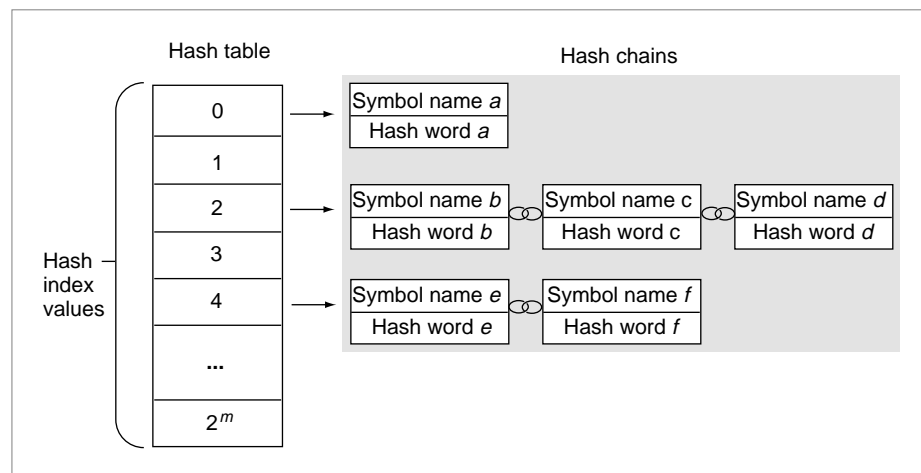 Hash table
Hash chains
0
Symbol name a
Hash word a
1
2
Symbol name b
Symbol name c
Symbol name d
Hash word b
Hash word c
Hash word d
3
Hash
index
values
4
Symbol name e
Symbol name f
Hash word e
Hash word f
...
2^m